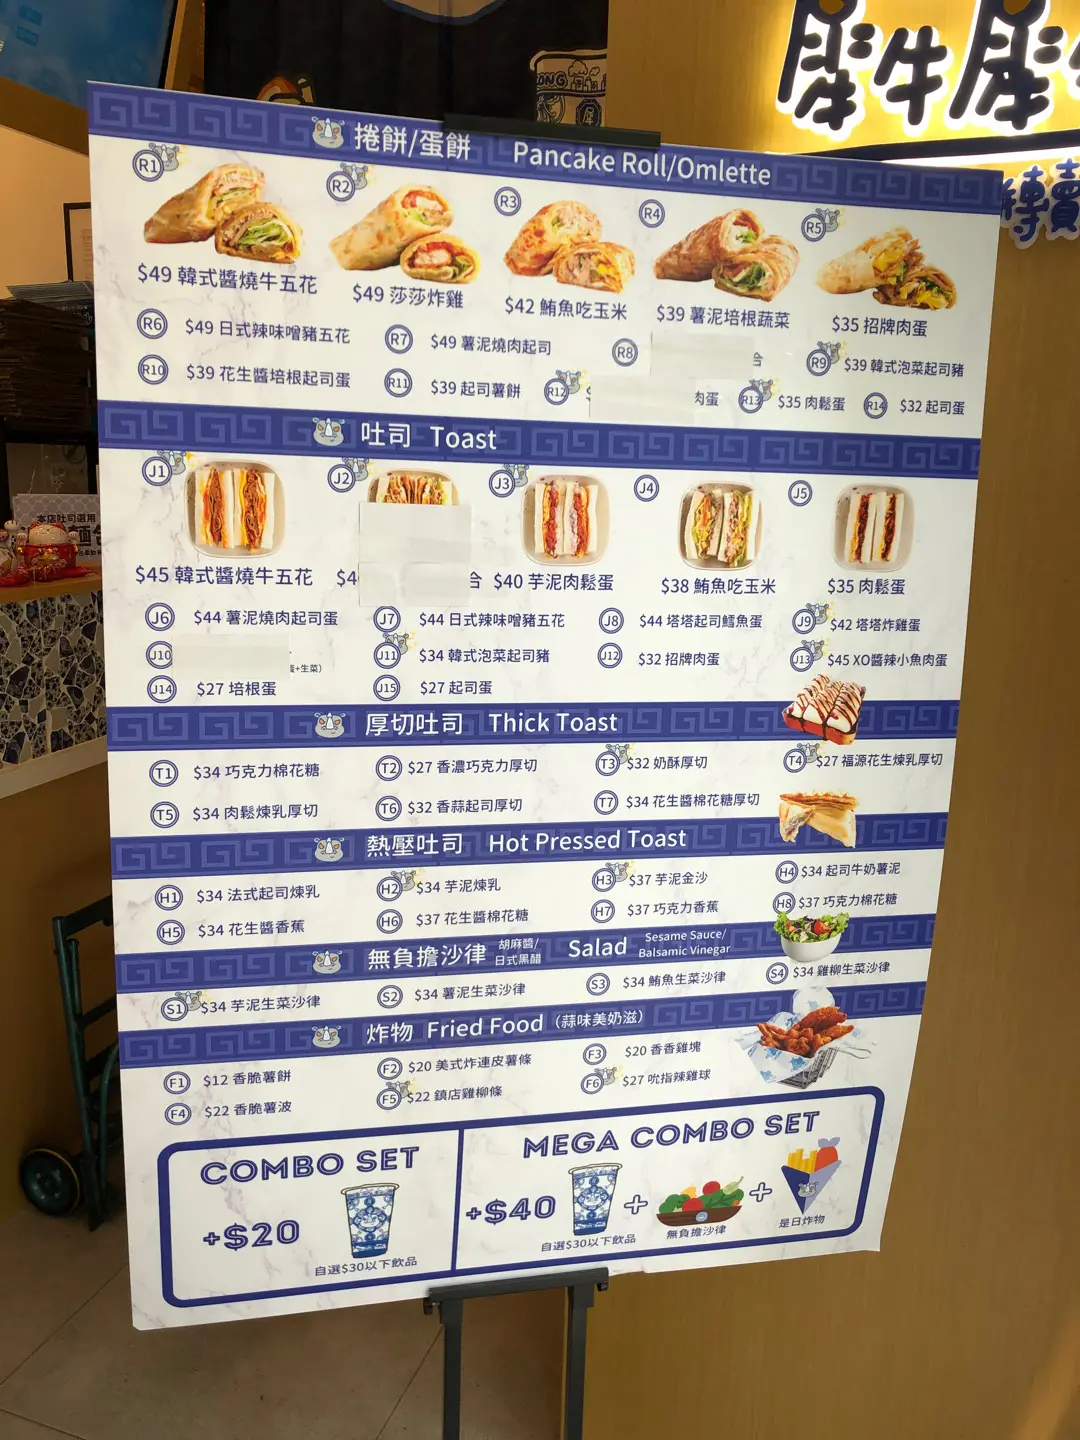 ONG
犀牛犀牛
專賣
本店吐司選用
捲餅/蛋餅 Pancake Roll/Omlette
R1 R2 R3 R4 R5
$49 韓式醬燒牛五花 $49 莎莎炸雞 $42 鮪魚吃玉米 $39 薯泥培根蔬菜 $35 招牌肉蛋
R6 $49 日式辣味噌豬五花 R7 $49 薯泥燒肉起司 R8 合 R9 $39 韓式泡菜起司豬
R10 $39 花生醬培根起司蛋 R11 $39 起司薯餅 R12 肉蛋 R13 $35 肉鬆蛋 R14 $32 起司蛋
吐司 Toast
J1 J2 J3 J4 J5
$45 韓式醬燒牛五花 $4 合 $40 芋泥肉鬆蛋 $38 鮪魚吃玉米 $35 肉鬆蛋
J6 $44 薯泥燒肉起司蛋 J7 $44 日式辣味噌豬五花 J8 $44 塔塔起司鱈魚蛋 J9 $42 塔塔炸雞蛋
J10 蛋+生菜) J11 $34 韓式泡菜起司豬 J12 $32 招牌肉蛋 J13 $45 XO醬辣小魚肉蛋
J14 $27 培根蛋 J15 $27 起司蛋
厚切吐司 Thick Toast
T1 $34 巧克力棉花糖 T2 $27 香濃巧克力厚切 T3 $32 奶酥厚切 T4 $27 福源花生煉乳厚切
T5 $34 肉鬆煉乳厚切 T6 $32 香蒜起司厚切 T7 $34 花生醬棉花糖厚切
熱壓吐司 Hot Pressed Toast
H1 $34 法式起司煉乳 H2 $34 芋泥煉乳 H3 $37 芋泥金沙 H4 $34 起司牛奶薯泥
H5 $34 花生醬香蕉 H6 $37 花生醬棉花糖 H7 $37 巧克力香蕉 H8 $37 巧克力棉花糖
無負擔沙律 胡麻醬/日式黑醋 Salad Sesame Sauce/ Balsamic Vinegar
S1 $34 芋泥生菜沙律 S2 $34 薯泥生菜沙律 S3 $34 鮪魚生菜沙律 S4 $34 雞柳生菜沙律
炸物 Fried Food (蒜味美奶滋)
F1 $12 香脆薯餅 F2 $20 美式炸連皮薯條 F3 $20 香香雞塊
F4 $22 香脆薯波 F5 $22 鎮店雞柳條 F6 $27 吮指辣雞球
COMBO SET
+$20
自選$30以下飲品
MEGA COMBO SET
+$40 + +
自選$30以下飲品 無負擔沙律 是日炸物